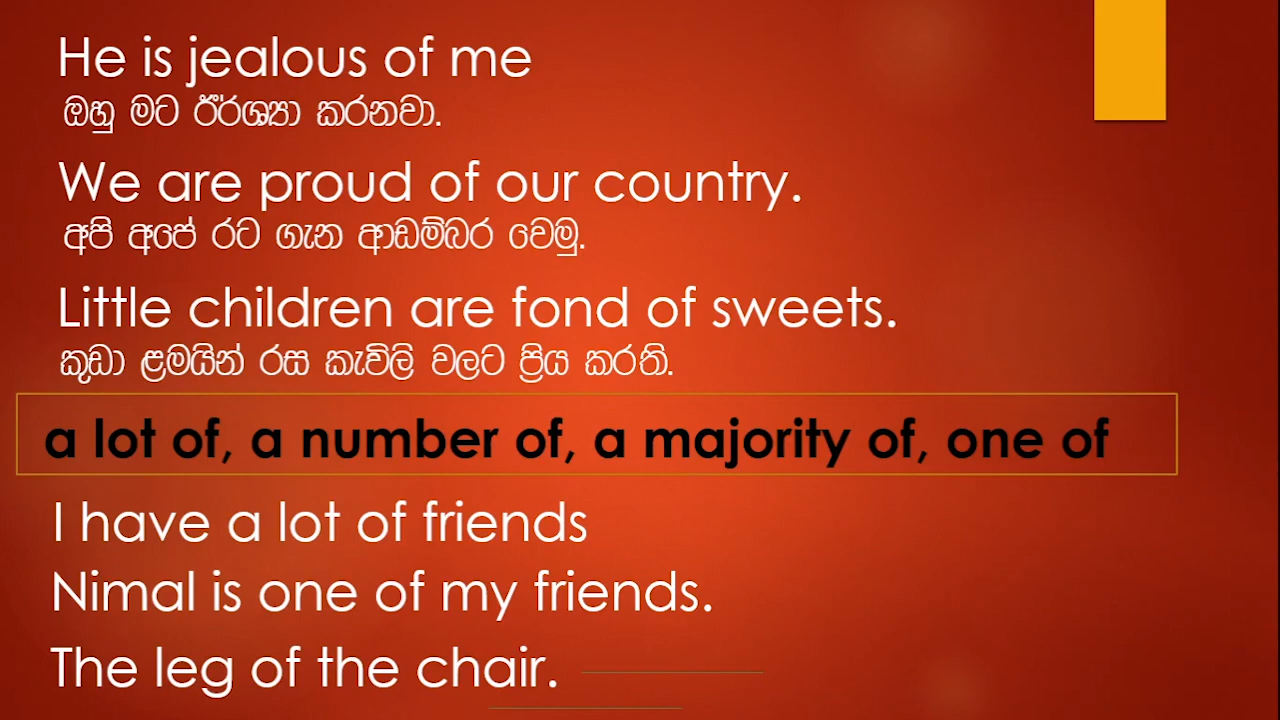 He is jealous of me
ඔහු මට ඊර්ශ්‍යා කරනවා.
We are proud of our country.
අපි අපේ රට ගැන ආඩම්බර වෙමු.
Little children are fond of sweets.
කුඩා ළමයින් රස කැවිලි වලට ප්‍රිය කරති.
a lot of, a number of, a majority of, one of
I have a lot of friends
Nimal is one of my friends.
The leg of the chair.